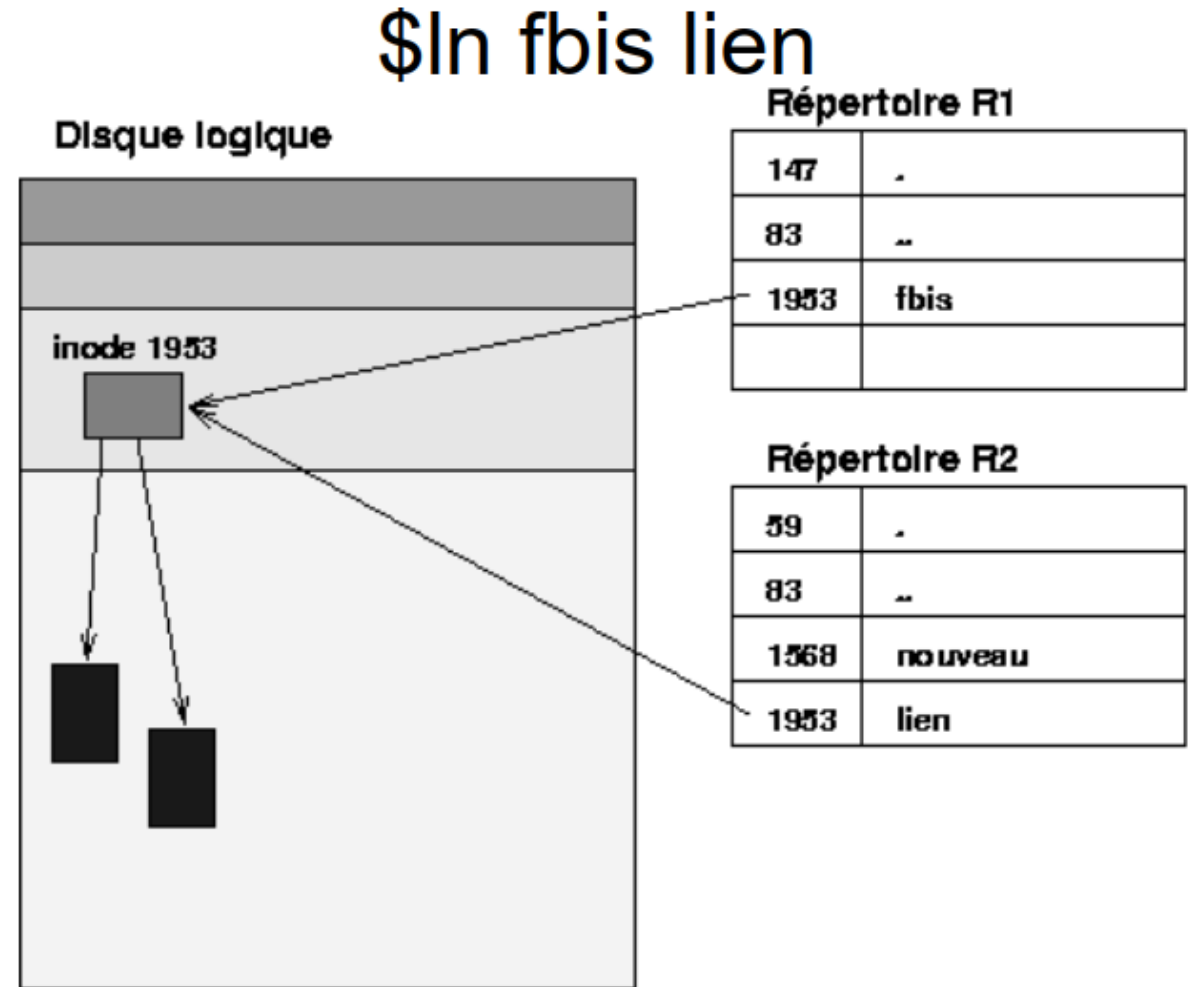 $ln fbis lien
Disque logique
inode 1953
Répertoire R1
147 .
83 ..
1953 fbis
Répertoire R2
59 .
83 ..
1568 nouveau
1953 lien